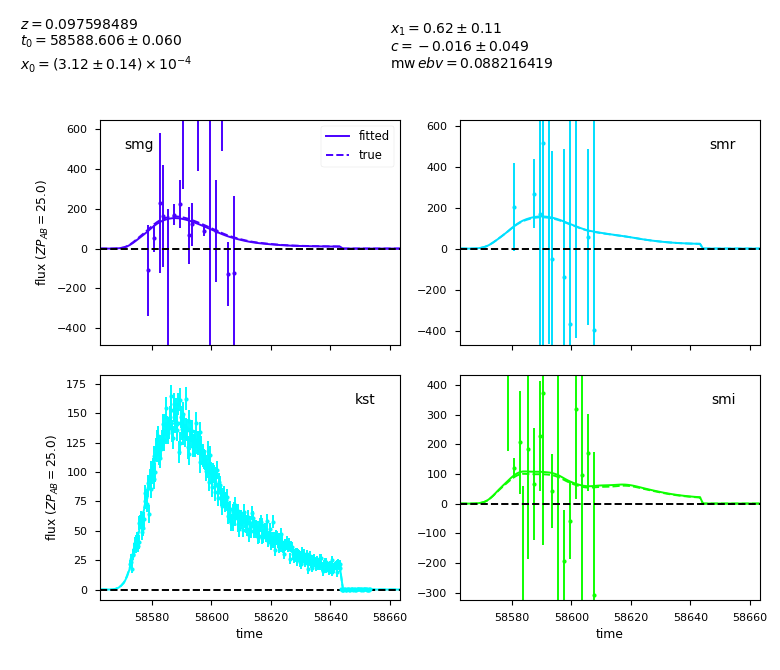 z = 0.097598489
t₀ = 58588.606 ± 0.060
x₀ = (3.12 ± 0.14) × 10⁻⁴
x₁ = 0.62 ± 0.11
c = −0.016 ± 0.049
mw ebv = 0.088216419
smg
fitted
true
600
400
200
0
−200
−400
flux (ZP_AB = 25.0)
smr
600
400
200
0
−200
−400
kst
175
150
125
100
75
50
25
0
flux (ZP_AB = 25.0)
58580 58600 58620 58640 58660
time
smi
400
300
200
100
0
−100
−200
−300
58580 58600 58620 58640 58660
time